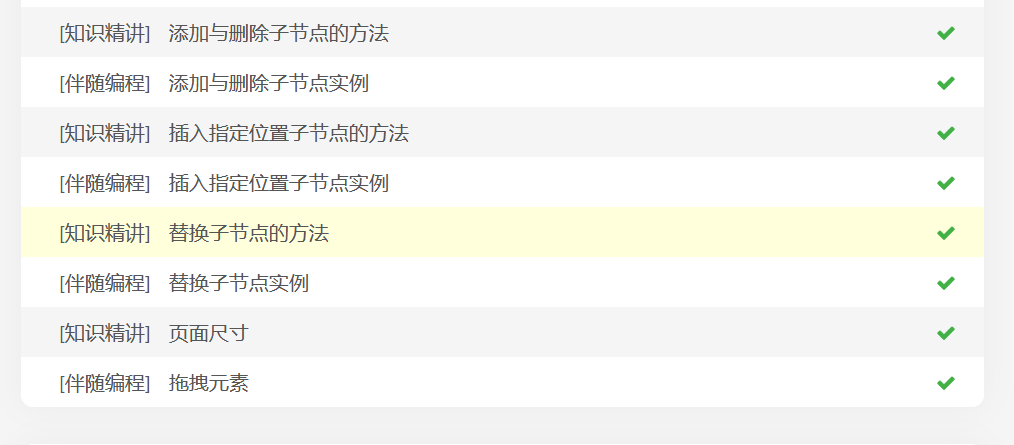 [知识精讲] 添加与删除子节点的方法
[伴随编程] 添加与删除子节点实例
[知识精讲] 插入指定位置子节点的方法
[伴随编程] 插入指定位置子节点实例
[知识精讲] 替换子节点的方法
[伴随编程] 替换子节点实例
[知识精讲] 页面尺寸
[伴随编程] 拖拽元素